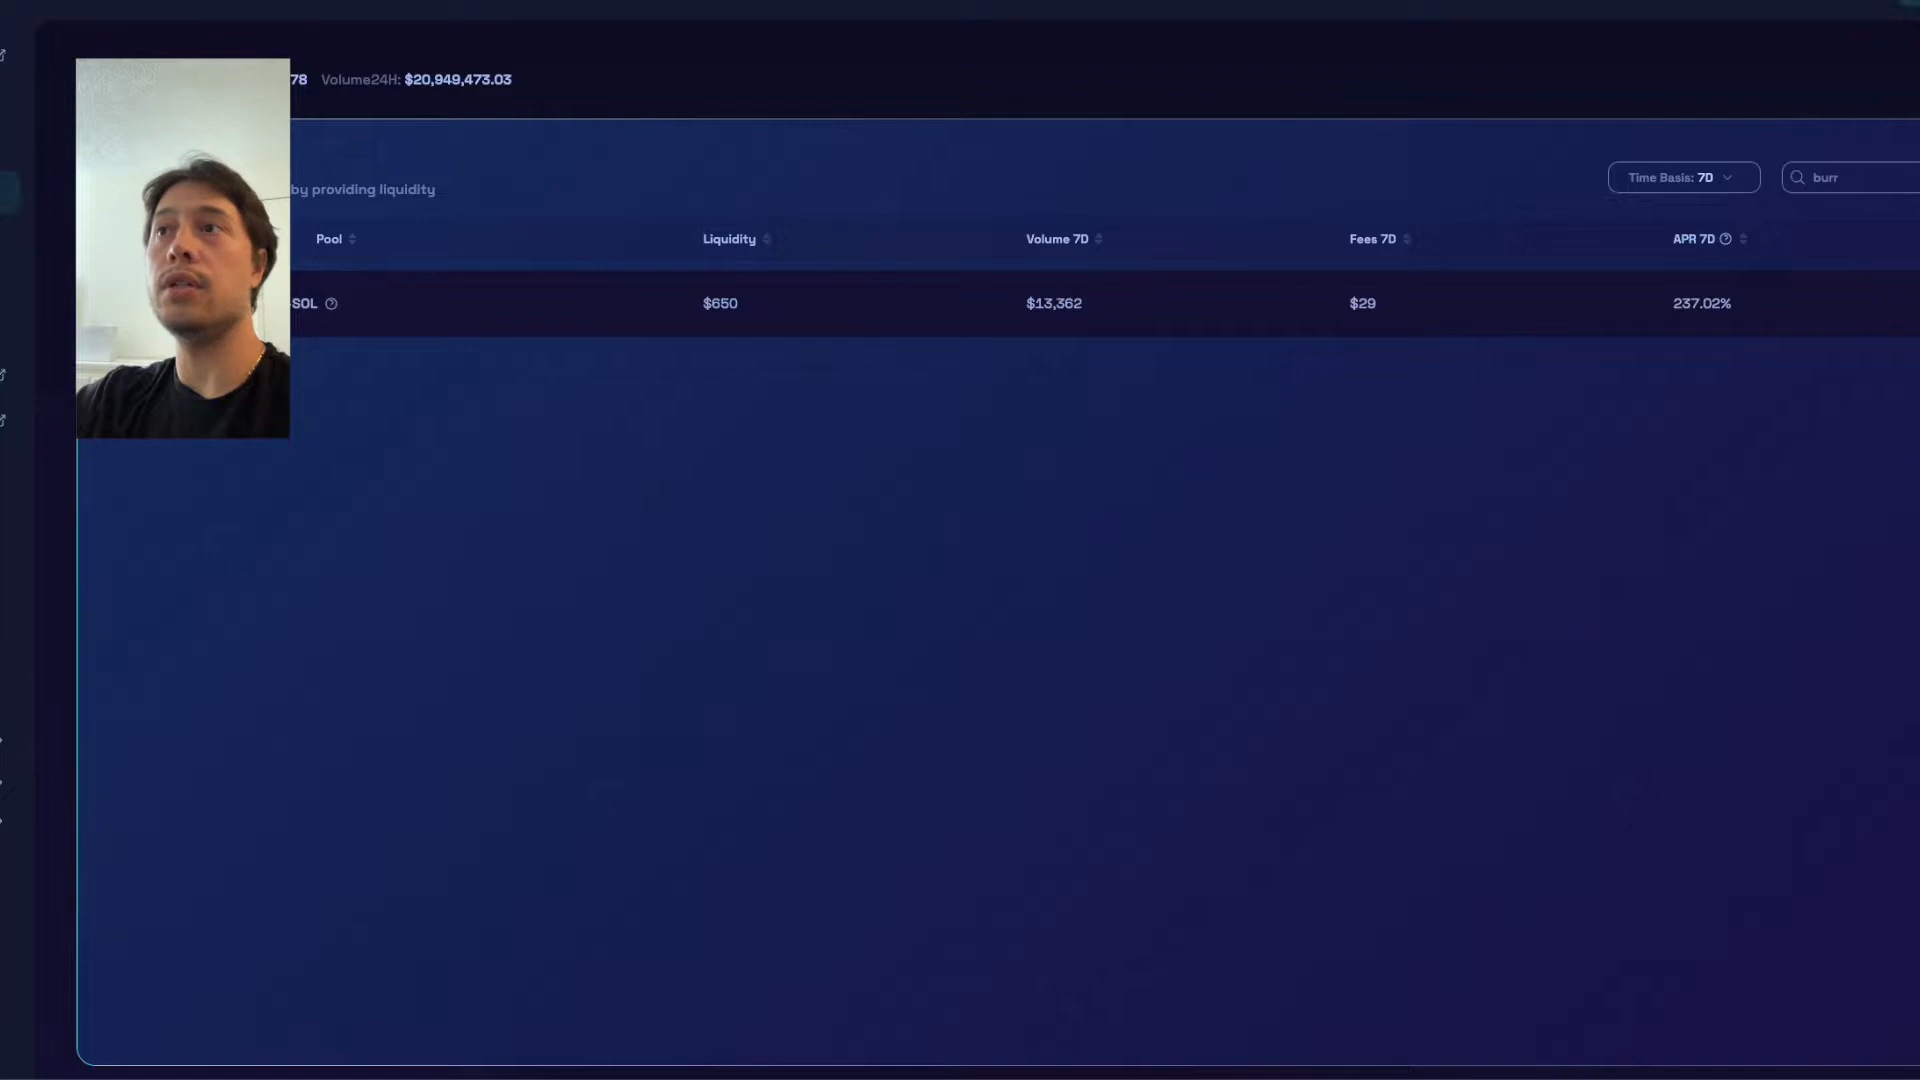 78 Volume24H: $20,949,473.03
by providing liquidity
Time Basis: 7D
burr
Pool Liquidity Volume 7D Fees 7D APR 7D
-SOL $650 $13,362 $29 237.02%